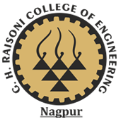 G. H. RAISONI COLLEGE OF ENGINEERING
Nagpur